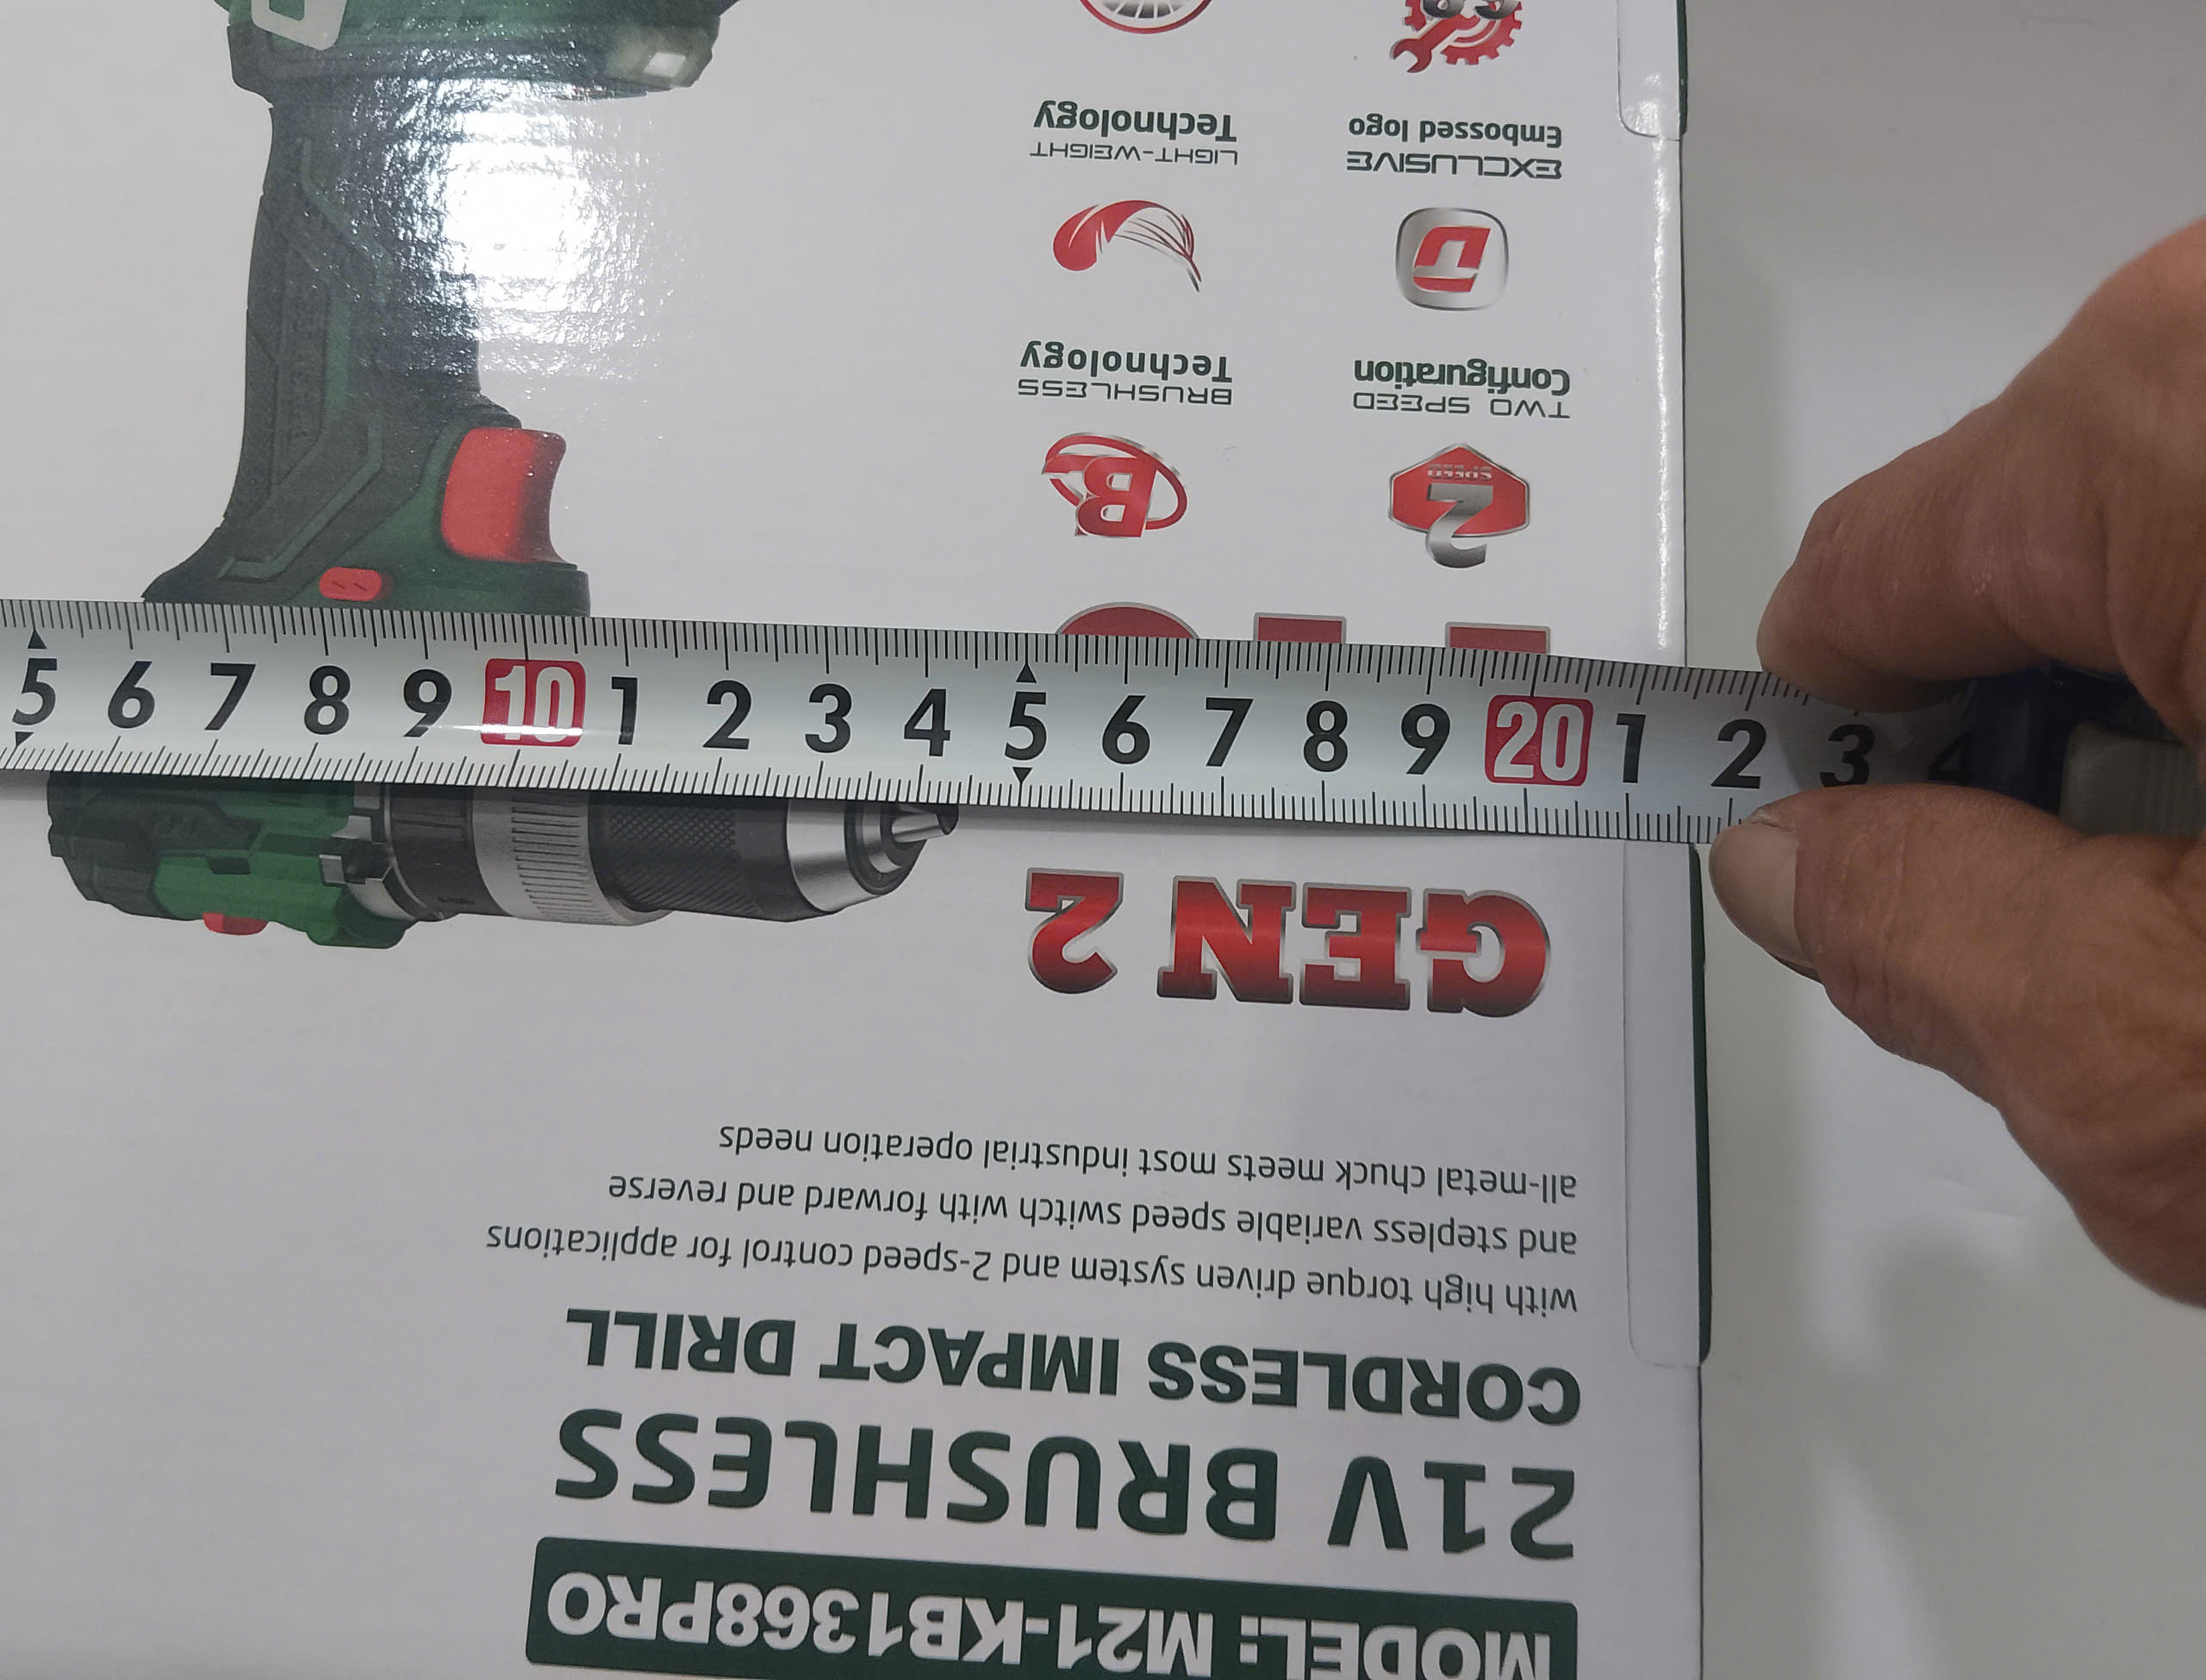 MODEL: M21-KB1368PRO
21V BRUSHLESS
CORDLESS IMPACT DRILL
with high torque driven system and 2-speed control for applications
and stepless variable speed switch with forward and reverse
all-metal chuck meets most industrial operation needs
GEN 2
5 6 7 8 9 10 1 2 3 4 5 6 7 8 9 20 1 2 3 4
2
SPEED
B
TWO SPEED
Configuration
BRUSHLESS
Technology
D
EXCLUSIVE
Embossed logo
LIGHT-WEIGHT
Technology